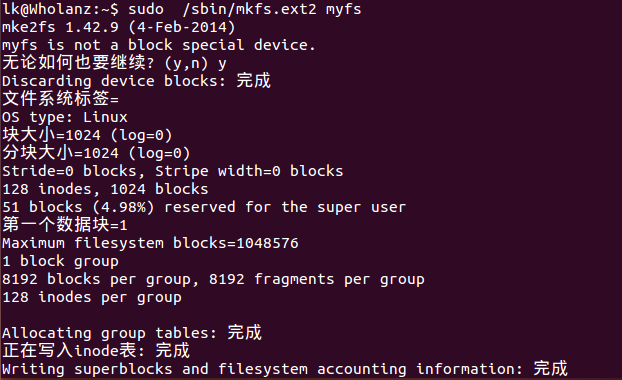 lk@Wholanz:~$ sudo  /sbin/mkfs.ext2 myfs
mke2fs 1.42.9 (4-Feb-2014)
myfs is not a block special device.
无论如何也要继续? (y,n) y
Discarding device blocks: 完成
文件系统标签=
OS type: Linux
块大小=1024 (log=0)
分块大小=1024 (log=0)
Stride=0 blocks, Stripe width=0 blocks
128 inodes, 1024 blocks
51 blocks (4.98%) reserved for the super user
第一个数据块=1
Maximum filesystem blocks=1048576
1 block group
8192 blocks per group, 8192 fragments per group
128 inodes per group
Allocating group tables: 完成
正在写入inode表: 完成
Writing superblocks and filesystem accounting information: 完成